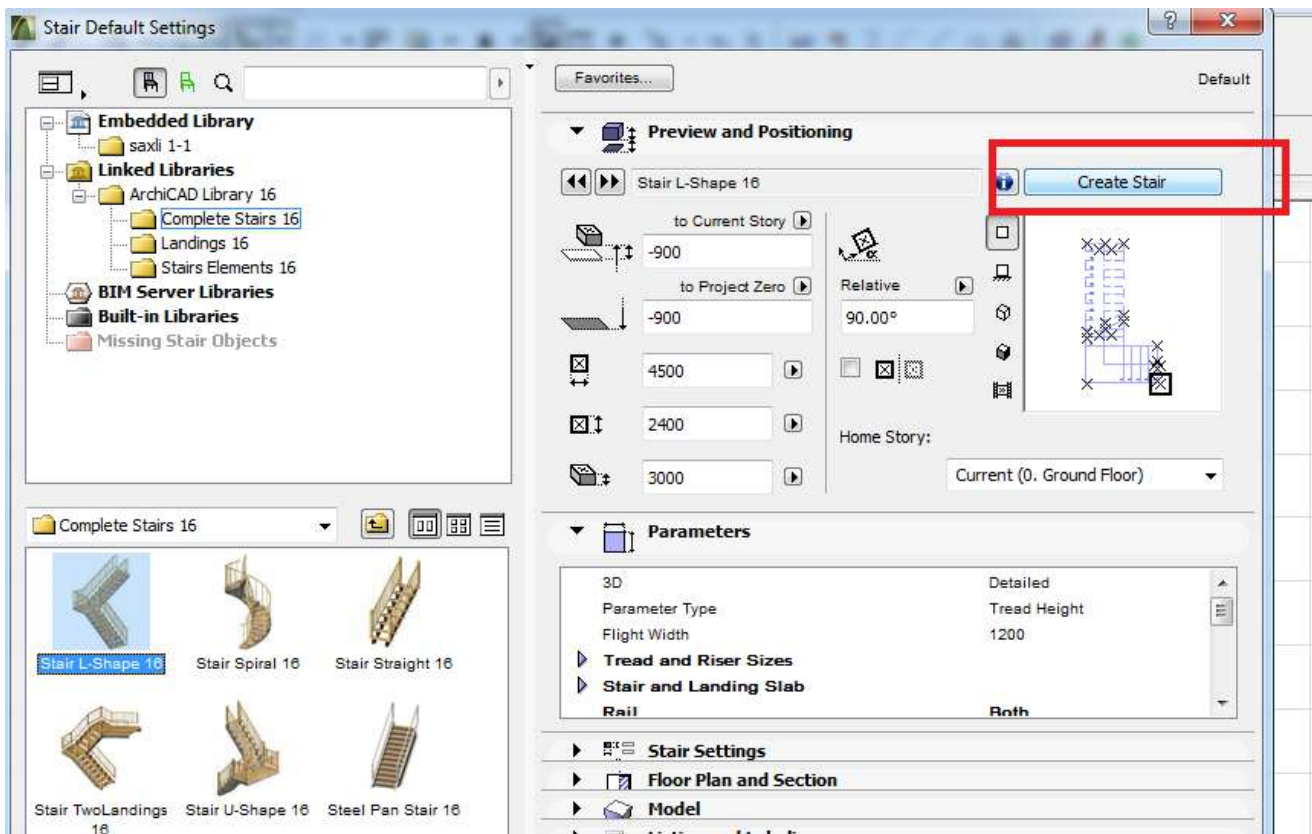 Stair Default Settings
Embedded Library
saxli 1-1
Linked Libraries
ArchiCAD Library 16
Complete Stairs 16
Landings 16
Stairs Elements 16
BIM Server Libraries
Built-in Libraries
Missing Stair Objects
Complete Stairs 16
Stair L-Shape 16
Stair Spiral 16
Stair Straight 16
Stair TwoLandings 16
Stair U-Shape 16
Steel Pan Stair 16
Favorites...
Default
Preview and Positioning
Stair L-Shape 16
Create Stair
to Current Story
-900
to Project Zero
-900
Relative
90.00°
4500
2400
3000
Home Story:
Current (0. Ground Floor)
Parameters
3D Detailed
Parameter Type Tread Height
Flight Width 1200
Tread and Riser Sizes
Stair and Landing Slab
Rail Both
Stair Settings
Floor Plan and Section
Model